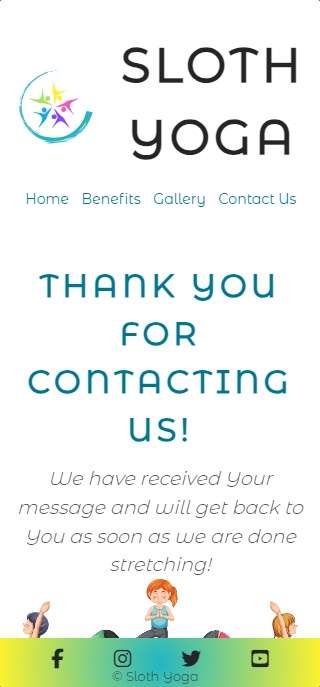 SLOTH
YOGA
Home Benefits Gallery Contact Us
THANK YOU
FOR
CONTACTING
US!
We have received Your
message and will get back to
You as soon as we are done
stretching!
© Sloth Yoga